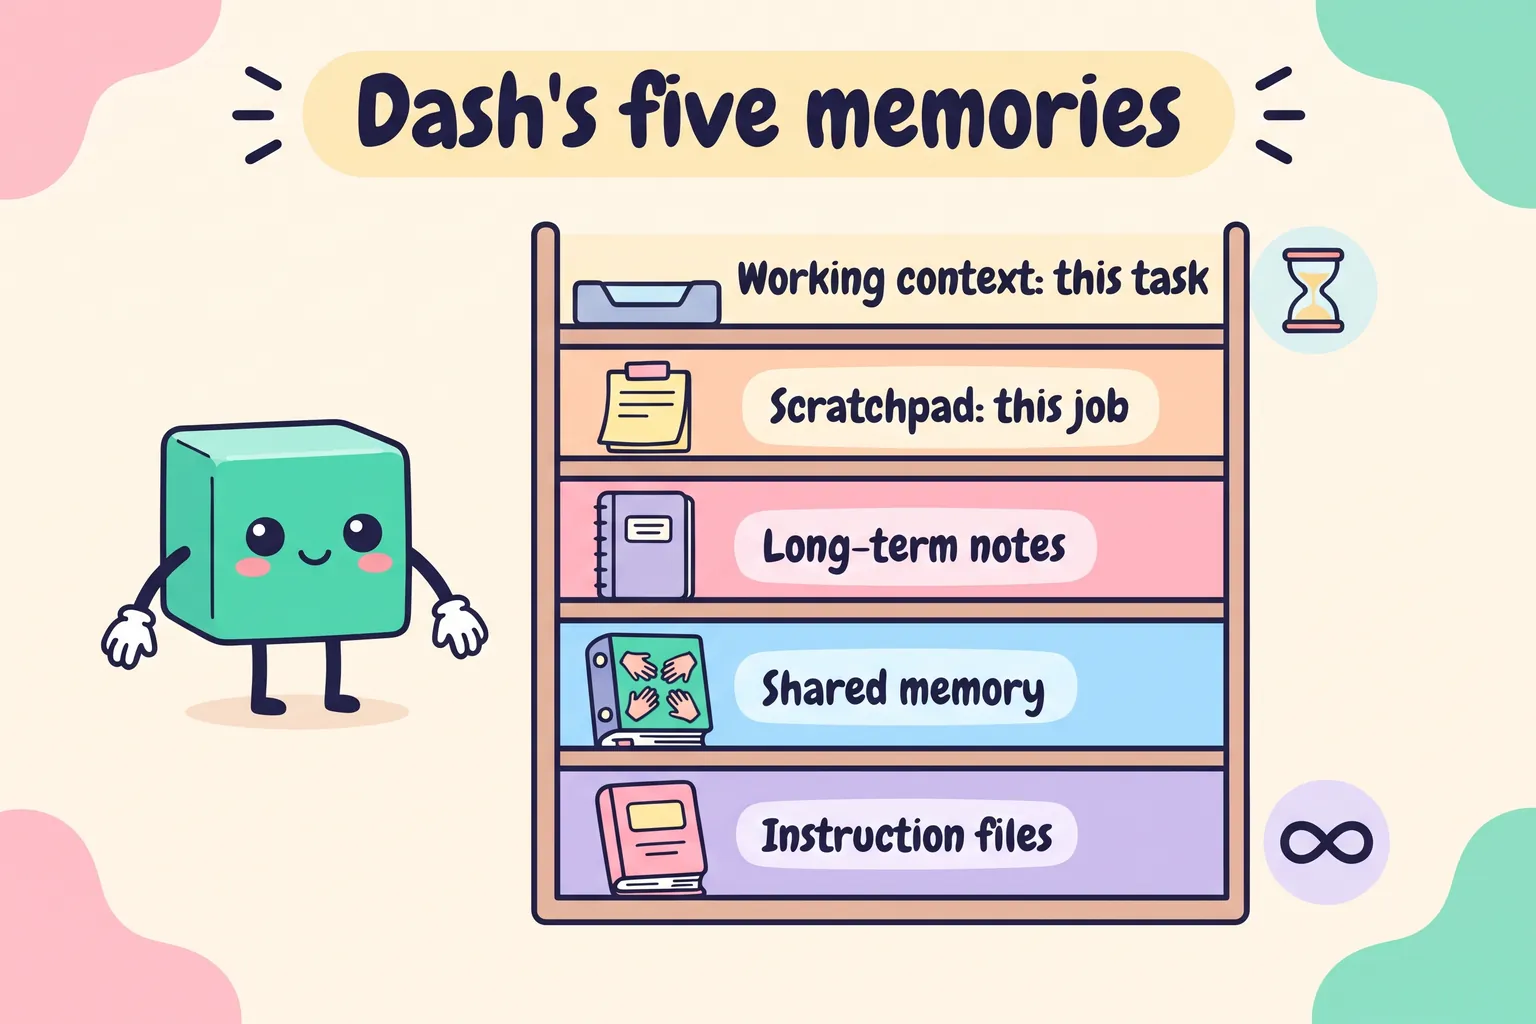 Dash's five memories
Working context: this task
Scratchpad: this job
Long-term notes
Shared memory
Instruction files